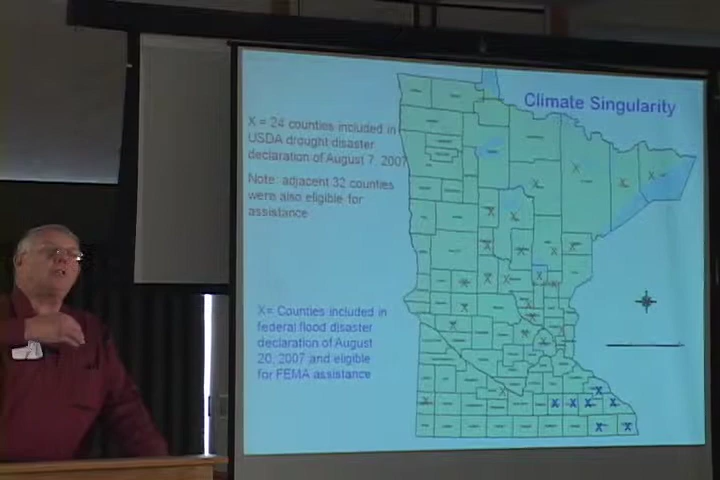 Climate Singularity
X = 24 counties included in
USDA drought disaster
declaration of August 7, 2007
Note: adjacent 32 counties
were also eligible for
assistance
X= Counties included in
federal flood disaster
declaration of August
20, 2007 and eligible
for FEMA assistance